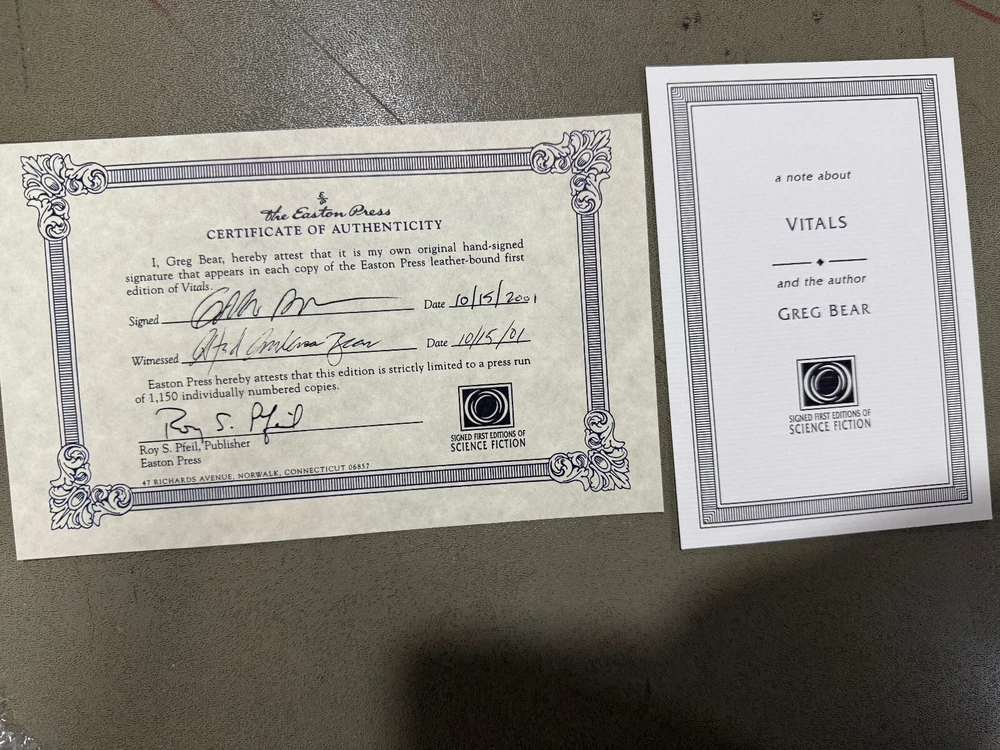 The Easton Press
CERTIFICATE OF AUTHENTICITY
I, Greg Bear, hereby attest that it is my own original hand-signed
signature that appears in each copy of the Easton Press leather-bound first
edition of Vitals.
Signed Date 10/15/2001
Witnessed Bear Date 10/15/01
Easton Press hereby attests that this edition is strictly limited to a press run
of 1,150 individually numbered copies.
Roy S. Pfeil
Roy S. Pfeil, Publisher
Easton Press
SIGNED FIRST EDITIONS OF
SCIENCE FICTION
47 RICHARDS AVENUE, NORWALK, CONNECTICUT 06857
a note about
VITALS
and the author
GREG BEAR
SIGNED FIRST EDITIONS OF
SCIENCE FICTION